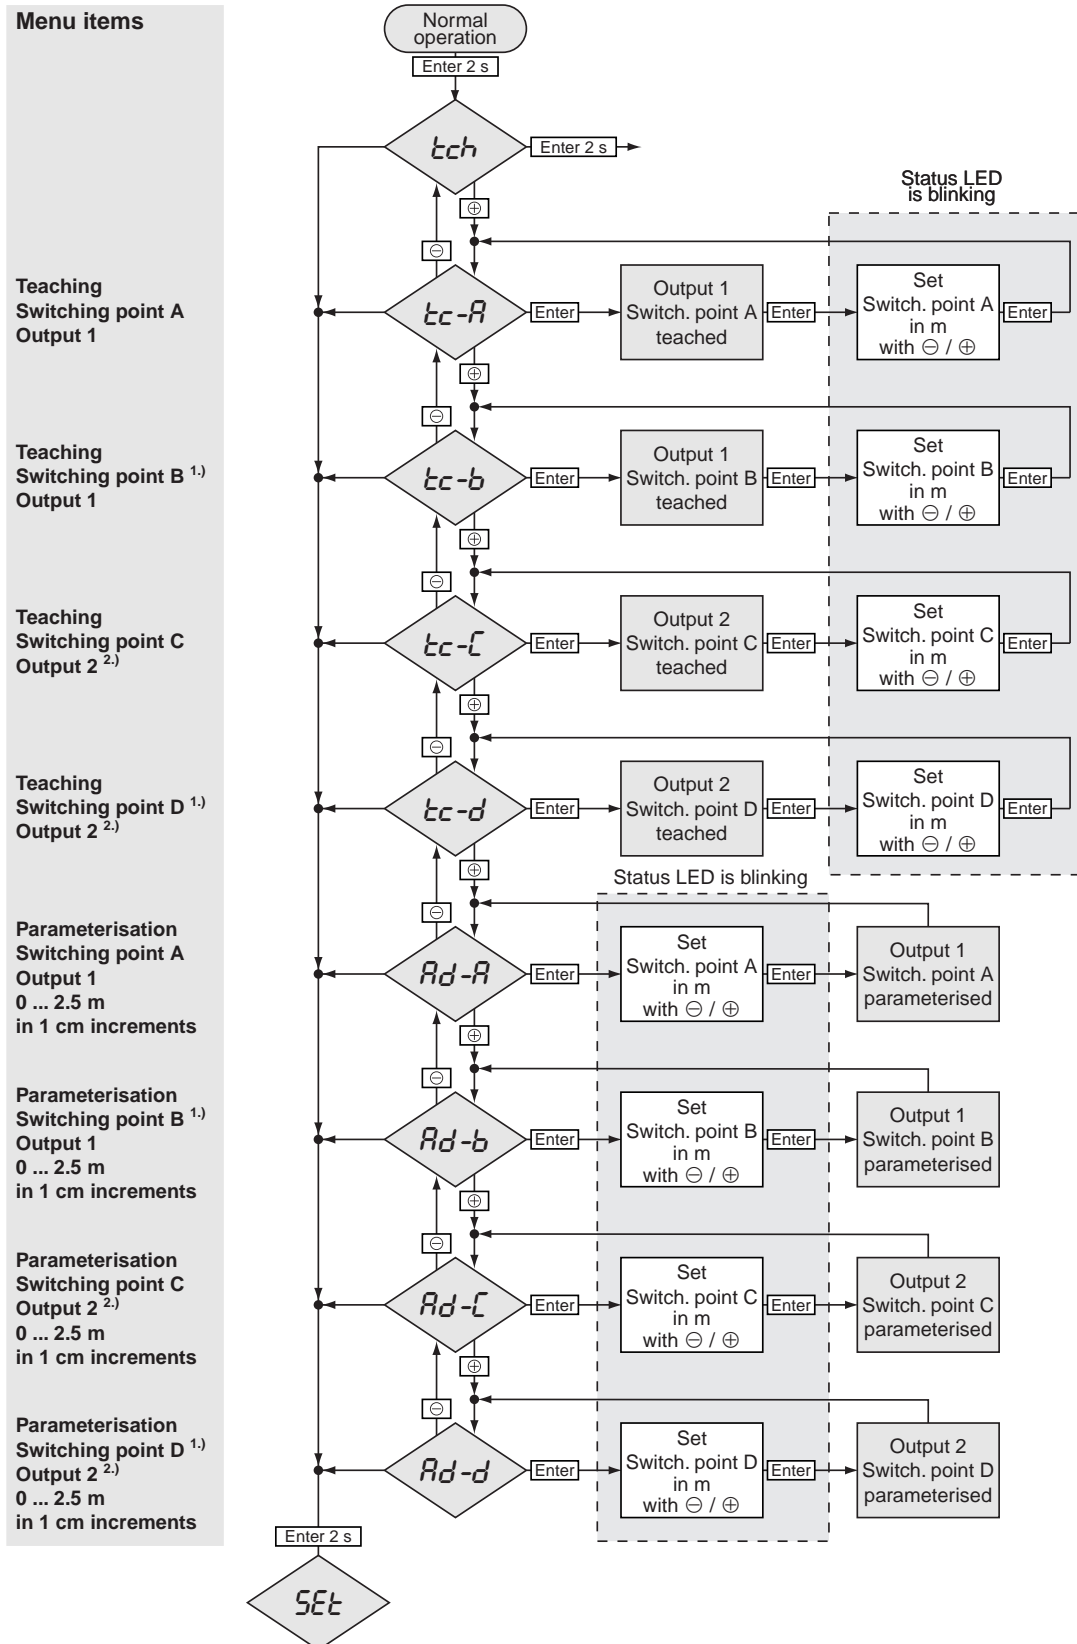 Menu items
Normal
operation
Enter 2 s
tch
Enter 2 s
Status LED
is blinking
⊕
⊖
Teaching
Switching point A
Output 1
tc-A
Enter
Output 1
Switch. point A
teached
Enter
Set
Switch. point A
in m
with ⊖ / ⊕
Enter
⊕
⊖
Teaching
Switching point B 1.)
Output 1
tc-b
Enter
Output 1
Switch. point B
teached
Enter
Set
Switch. point B
in m
with ⊖ / ⊕
Enter
⊕
⊖
Teaching
Switching point C
Output 2 2.)
tc-C
Enter
Output 2
Switch. point C
teached
Enter
Set
Switch. point C
in m
with ⊖ / ⊕
Enter
⊕
⊖
Teaching
Switching point D 1.)
Output 2 2.)
tc-d
Enter
Output 2
Switch. point D
teached
Enter
Set
Switch. point D
in m
with ⊖ / ⊕
Enter
⊕
⊖
Status LED is blinking
Parameterisation
Switching point A
Output 1
0 ... 2.5 m
in 1 cm increments
Ad-A
Enter
Set
Switch. point A
in m
with ⊖ / ⊕
Enter
Output 1
Switch. point A
parameterised
⊕
⊖
Parameterisation
Switching point B 1.)
Output 1
0 ... 2.5 m
in 1 cm increments
Ad-b
Enter
Set
Switch. point B
in m
with ⊖ / ⊕
Enter
Output 1
Switch. point B
parameterised
⊕
⊖
Parameterisation
Switching point C
Output 2 2.)
0 ... 2.5 m
in 1 cm increments
Ad-C
Enter
Set
Switch. point C
in m
with ⊖ / ⊕
Enter
Output 2
Switch. point C
parameterised
⊕
⊖
Parameterisation
Switching point D 1.)
Output 2 2.)
0 ... 2.5 m
in 1 cm increments
Ad-d
Enter
Set
Switch. point D
in m
with ⊖ / ⊕
Enter
Output 2
Switch. point D
parameterised
Enter 2 s
SEt